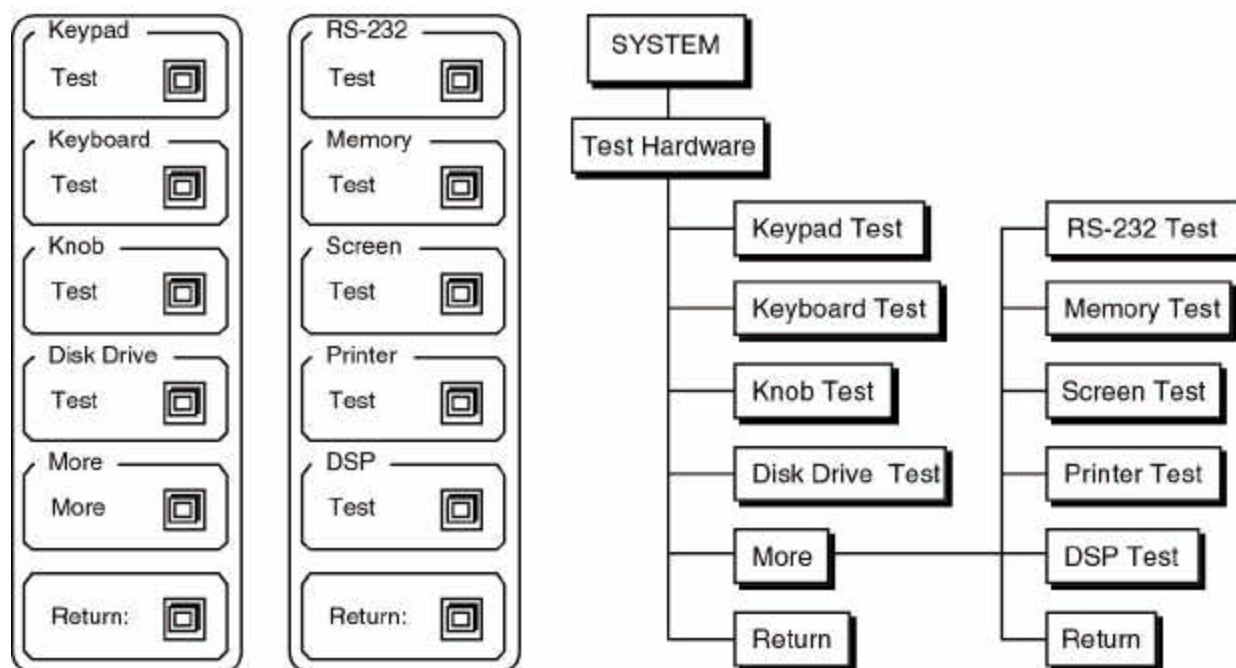 Keypad
Test
Keyboard
Test
Knob
Test
Disk Drive
Test
More
More
Return:
RS-232
Test
Memory
Test
Screen
Test
Printer
Test
DSP
Test
Return:
SYSTEM
Test Hardware
Keypad Test
Keyboard Test
Knob Test
Disk Drive Test
More
Return
RS-232 Test
Memory Test
Screen Test
Printer Test
DSP Test
Return